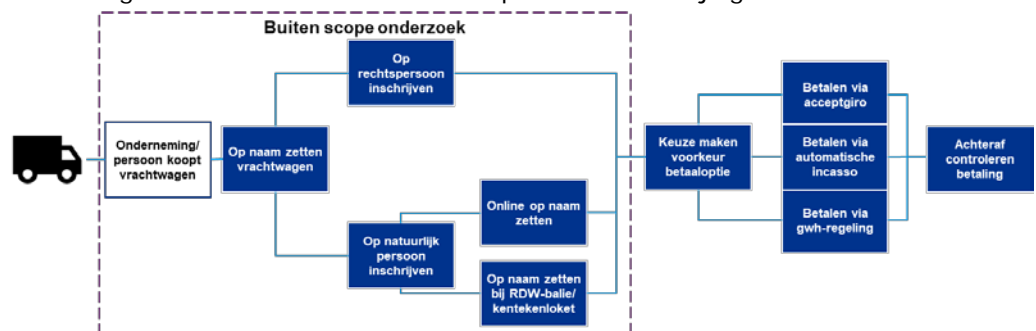 Buiten scope onderzoek
Op
rechtspersoon
inschrijven
Onderneming/
persoon koopt
vrachtwagen
Op naam zetten
vrachtwagen
Op natuurlijk
persoon
inschrijven
Online op naam
zetten
Op naam zetten
bij RDW-balie/
kentekenloket
Keuze maken
voorkeur
betaaloptie
Betalen via
acceptgiro
Betalen via
automatische
incasso
Betalen via
gwh-regeling
Achteraf
controleren
betaling